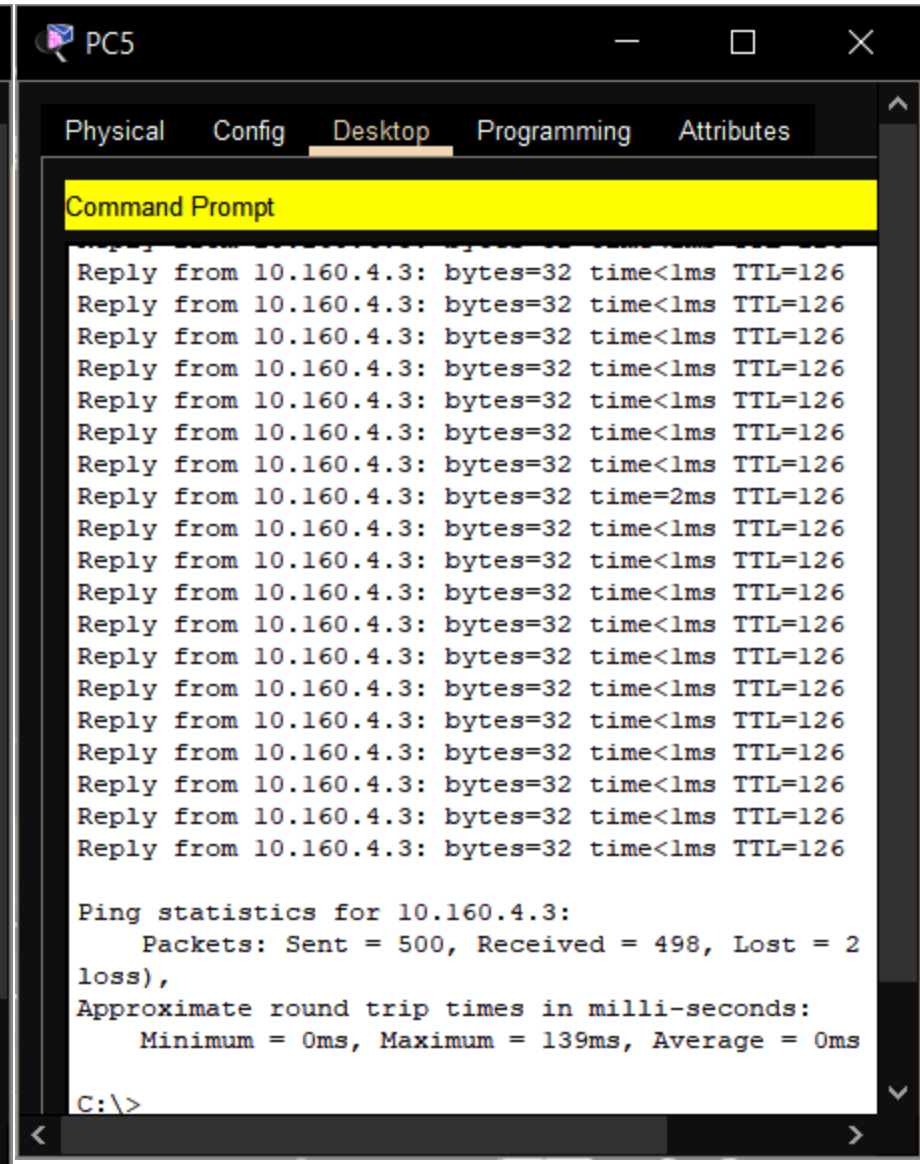 PC5
Physical Config Desktop Programming Attributes
Command Prompt
Reply from 10.160.4.3: bytes=32 time<1ms TTL=126
Reply from 10.160.4.3: bytes=32 time<1ms TTL=126
Reply from 10.160.4.3: bytes=32 time<1ms TTL=126
Reply from 10.160.4.3: bytes=32 time<1ms TTL=126
Reply from 10.160.4.3: bytes=32 time<1ms TTL=126
Reply from 10.160.4.3: bytes=32 time<1ms TTL=126
Reply from 10.160.4.3: bytes=32 time<1ms TTL=126
Reply from 10.160.4.3: bytes=32 time=2ms TTL=126
Reply from 10.160.4.3: bytes=32 time<1ms TTL=126
Reply from 10.160.4.3: bytes=32 time<1ms TTL=126
Reply from 10.160.4.3: bytes=32 time<1ms TTL=126
Reply from 10.160.4.3: bytes=32 time<1ms TTL=126
Reply from 10.160.4.3: bytes=32 time<1ms TTL=126
Reply from 10.160.4.3: bytes=32 time<1ms TTL=126
Reply from 10.160.4.3: bytes=32 time<1ms TTL=126
Reply from 10.160.4.3: bytes=32 time<1ms TTL=126
Reply from 10.160.4.3: bytes=32 time<1ms TTL=126
Reply from 10.160.4.3: bytes=32 time<1ms TTL=126
Reply from 10.160.4.3: bytes=32 time<1ms TTL=126
Ping statistics for 10.160.4.3:
Packets: Sent = 500, Received = 498, Lost = 2
loss),
Approximate round trip times in milli-seconds:
Minimum = 0ms, Maximum = 139ms, Average = 0ms
C:\>